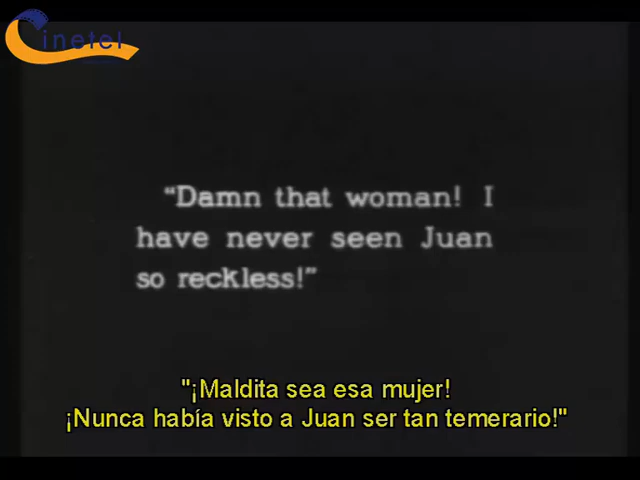 Cinetel
"Damn that woman! I
have never seen Juan
so reckless!"
"¡Maldita sea esa mujer!
¡Nunca había visto a Juan ser tan temerario!"